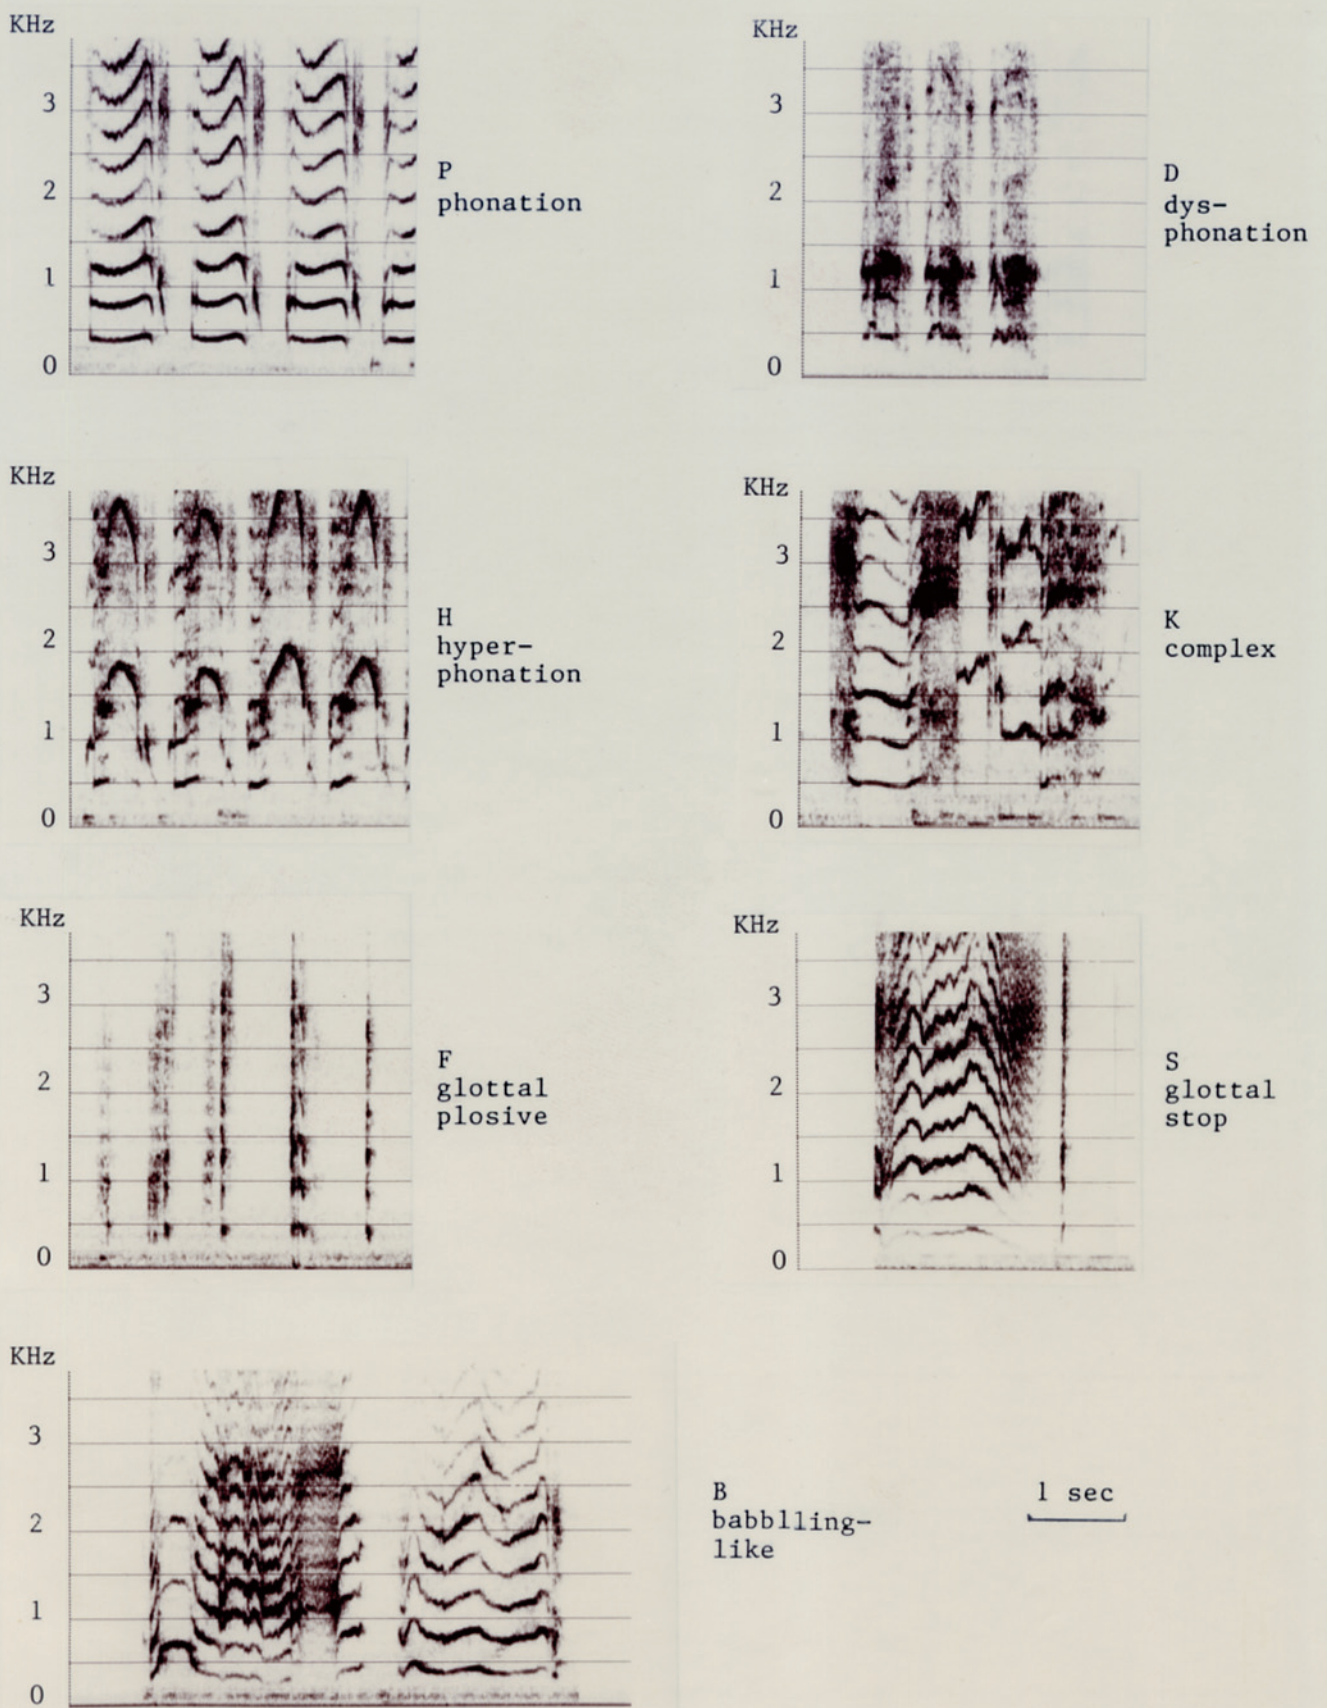 KHz
3
2
1
0
P
phonation
KHz
3
2
1
0
D
dys-
phonation
KHz
3
2
1
0
H
hyper-
phonation
KHz
3
2
1
0
K
complex
KHz
3
2
1
0
F
glottal
plosive
KHz
3
2
1
0
S
glottal
stop
KHz
3
2
1
0
B
babblling-
like
1 sec